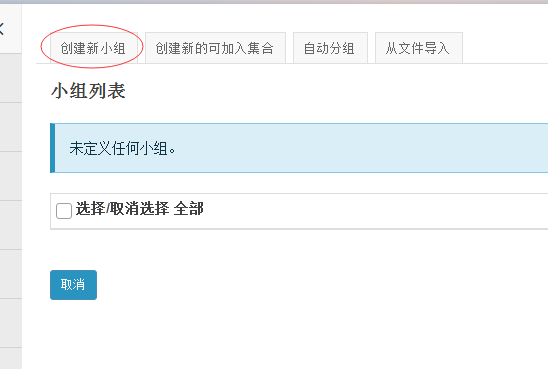 创建新小组 创建新的可加入集合 自动分组 从文件导入
小组列表
未定义任何小组。
选择/取消选择 全部
取消